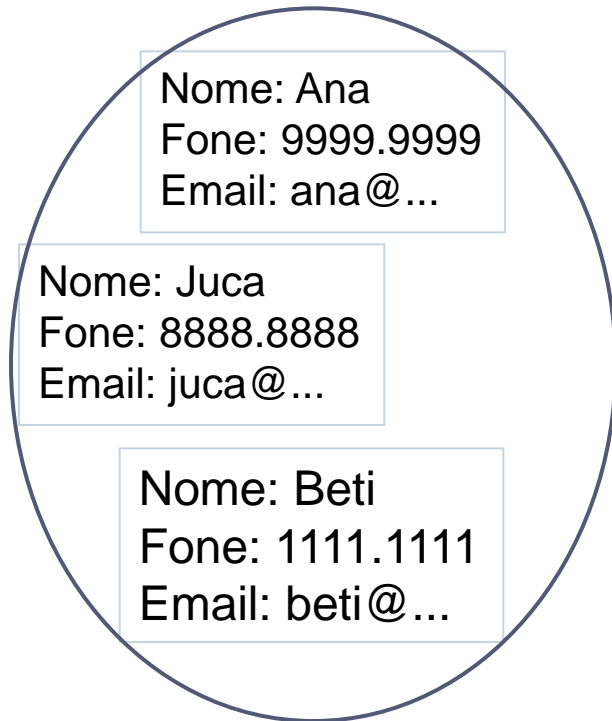 Nome: Ana
Fone: 9999.9999
Email: ana@...
Nome: Juca
Fone: 8888.8888
Email: juca@...
Nome: Beti
Fone: 1111.1111
Email: beti@...